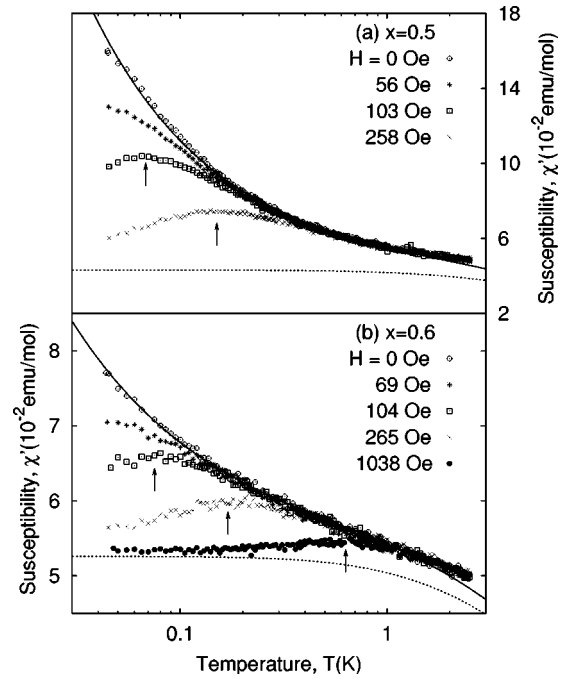 18
(a) x=0.5
H = 0 Oe
56 Oe
103 Oe
258 Oe
14
10
6
2
Susceptibility, χ'(10⁻²emu/mol)
(b) x=0.6
H = 0 Oe
69 Oe
104 Oe
265 Oe
1038 Oe
8
7
6
5
Susceptibility, χ'(10⁻²emu/mol)
0.1
1
Temperature, T(K)